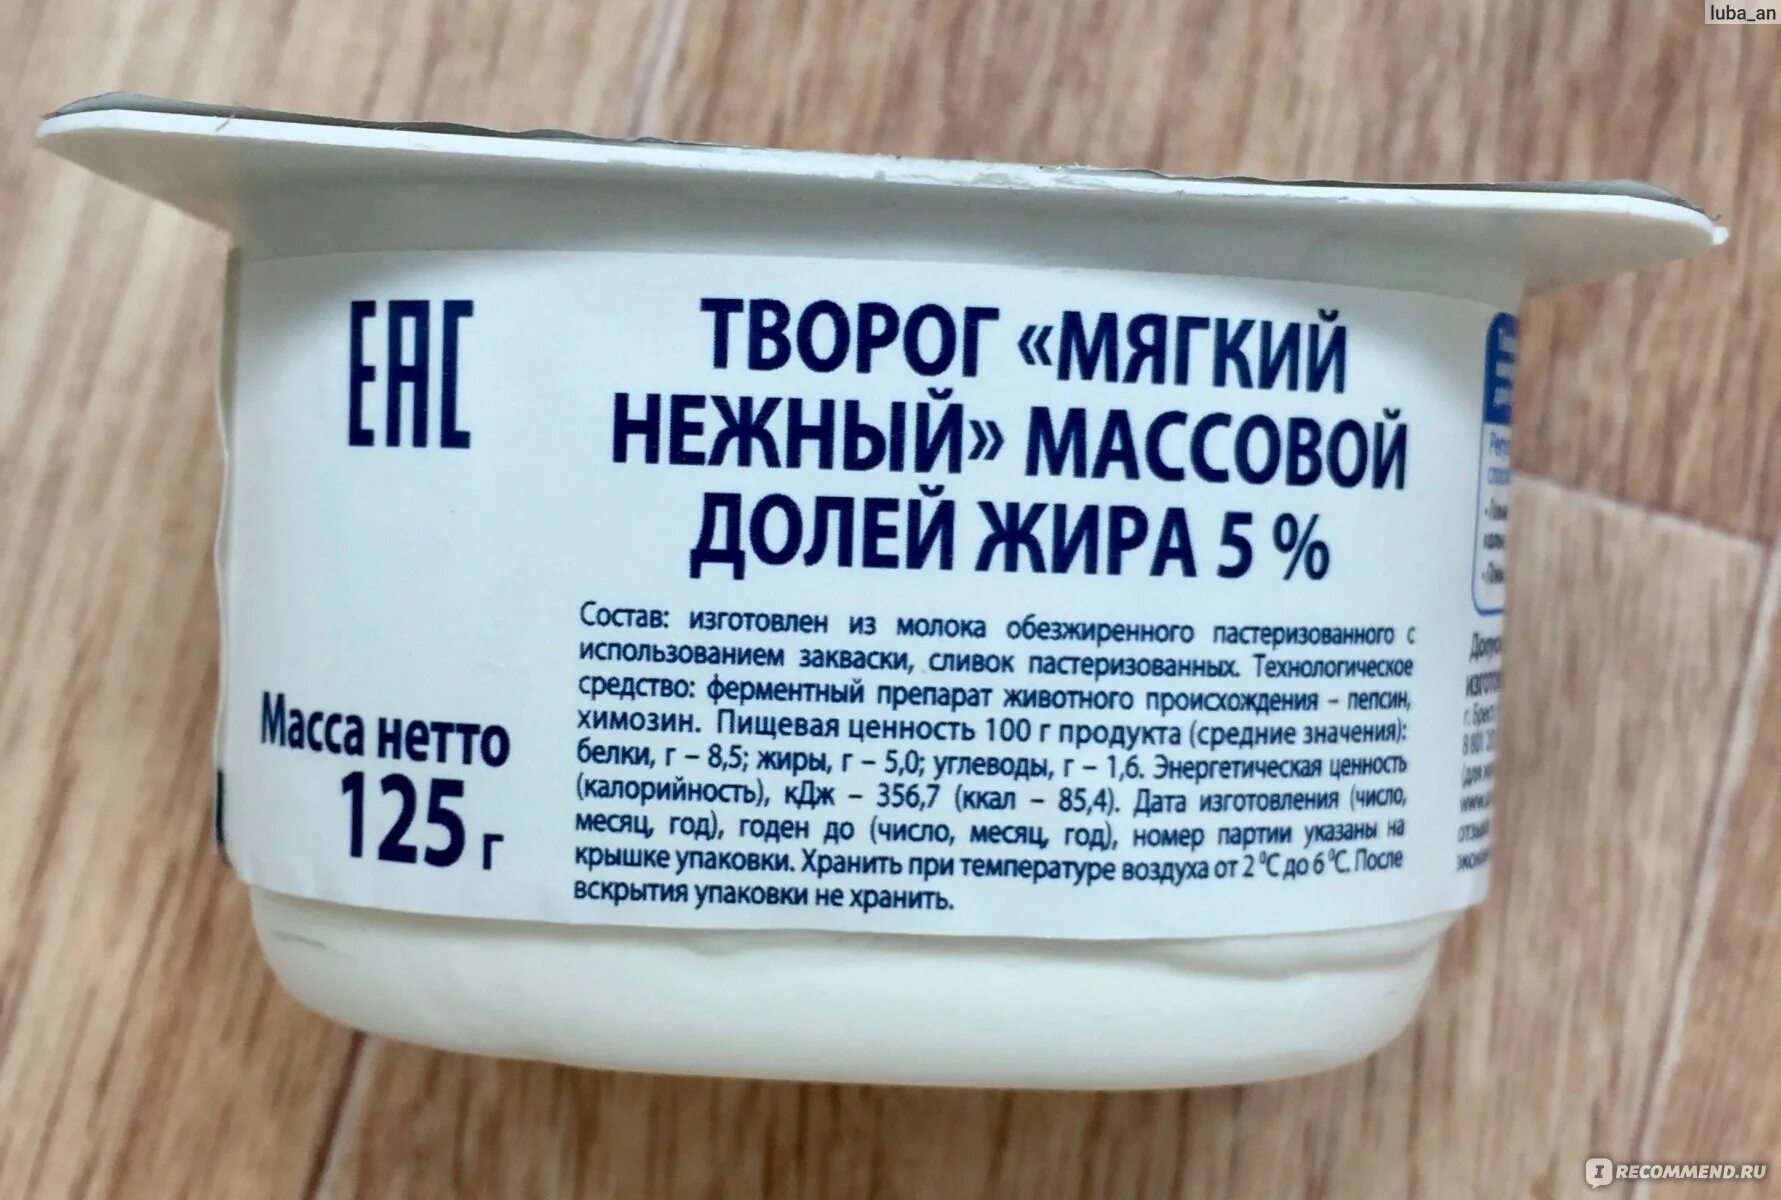 luba_an
ЕАС
ТВОРОГ «МЯГКИЙ
НЕЖНЫЙ» МАССОВОЙ
ДОЛЕЙ ЖИРА 5 %
Состав: изготовлен из молока обезжиренного пастеризованного с
использованием закваски, сливок пастеризованных. Технологическое
средство: ферментный препарат животного происхождения – пепсин,
химозин. Пищевая ценность 100 г продукта (средние значения):
белки, г – 8,5; жиры, г – 5,0; углеводы, г – 1,6. Энергетическая ценность
(калорийность), кДж – 356,7 (ккал – 85,4). Дата изготовления (число,
месяц, год), годен до (число, месяц, год), номер партии указаны на
крышке упаковки. Хранить при температуре воздуха от 2 °С до 6 °С. После
вскрытия упаковки не хранить.
Масса нетто
125 г
г. Брест
IRECOMMEND.RU